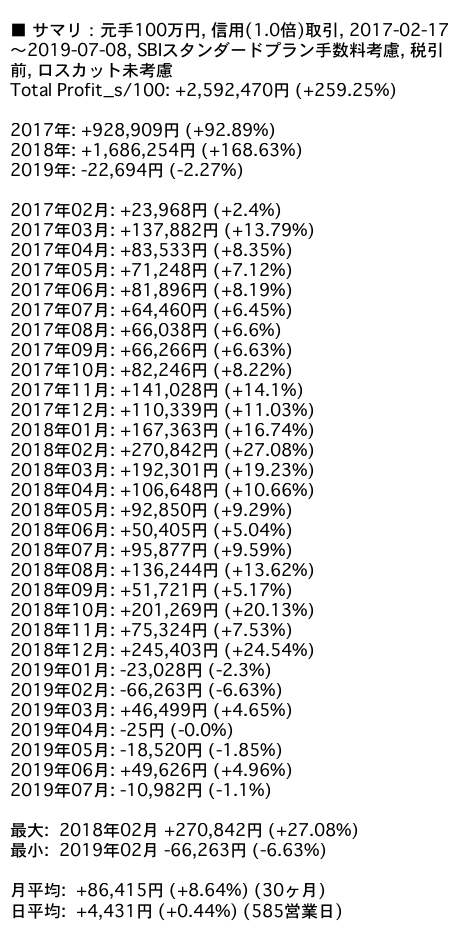 ■ サマリ：元手100万円, 信用(1.0倍)取引, 2017-02-17
～2019-07-08, SBIスタンダードプラン手数料考慮, 税引
前, ロスカット未考慮
Total Profit_s/100: +2,592,470円 (+259.25%)
2017年: +928,909円 (+92.89%)
2018年: +1,686,254円 (+168.63%)
2019年: -22,694円 (-2.27%)
2017年02月: +23,968円 (+2.4%)
2017年03月: +137,882円 (+13.79%)
2017年04月: +83,533円 (+8.35%)
2017年05月: +71,248円 (+7.12%)
2017年06月: +81,896円 (+8.19%)
2017年07月: +64,460円 (+6.45%)
2017年08月: +66,038円 (+6.6%)
2017年09月: +66,266円 (+6.63%)
2017年10月: +82,246円 (+8.22%)
2017年11月: +141,028円 (+14.1%)
2017年12月: +110,339円 (+11.03%)
2018年01月: +167,363円 (+16.74%)
2018年02月: +270,842円 (+27.08%)
2018年03月: +192,301円 (+19.23%)
2018年04月: +106,648円 (+10.66%)
2018年05月: +92,850円 (+9.29%)
2018年06月: +50,405円 (+5.04%)
2018年07月: +95,877円 (+9.59%)
2018年08月: +136,244円 (+13.62%)
2018年09月: +51,721円 (+5.17%)
2018年10月: +201,269円 (+20.13%)
2018年11月: +75,324円 (+7.53%)
2018年12月: +245,403円 (+24.54%)
2019年01月: -23,028円 (-2.3%)
2019年02月: -66,263円 (-6.63%)
2019年03月: +46,499円 (+4.65%)
2019年04月: -25円 (-0.0%)
2019年05月: -18,520円 (-1.85%)
2019年06月: +49,626円 (+4.96%)
2019年07月: -10,982円 (-1.1%)
最大: 2018年02月 +270,842円 (+27.08%)
最小: 2019年02月 -66,263円 (-6.63%)
月平均: +86,415円 (+8.64%) (30ヶ月)
日平均: +4,431円 (+0.44%) (585営業日)